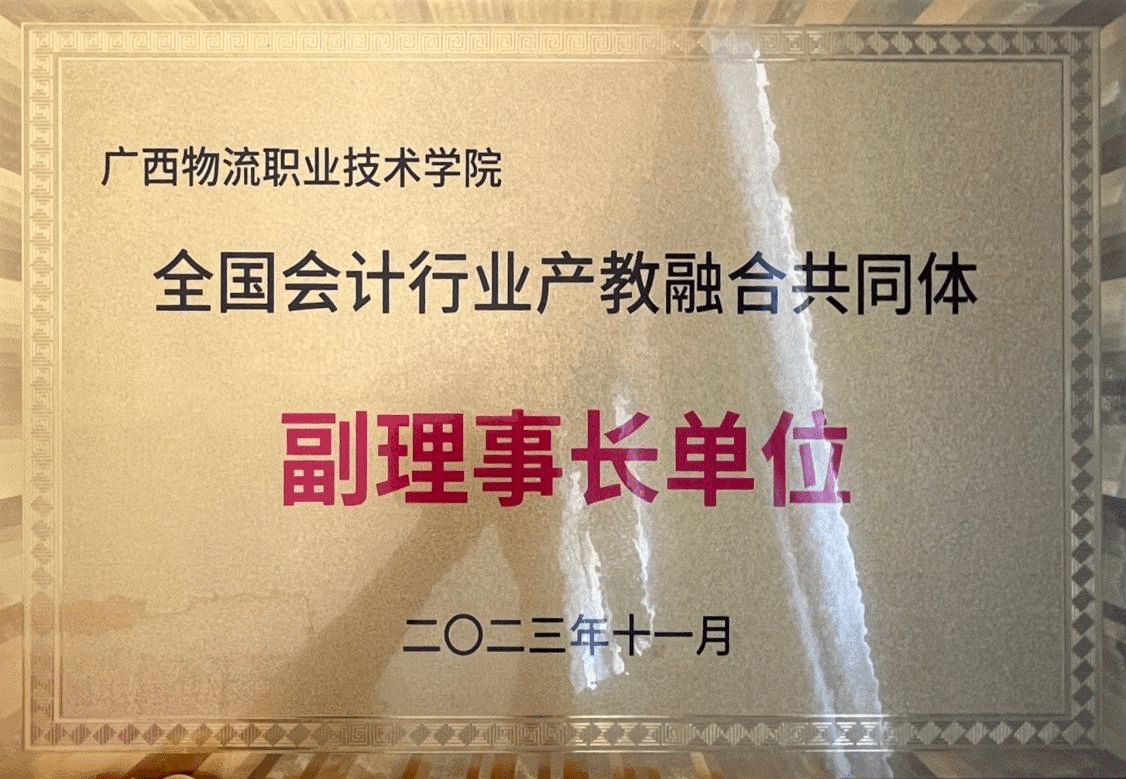 广西物流职业技术学院
全国会计行业产教融合共同体
副理事长单位
二〇二三年十一月